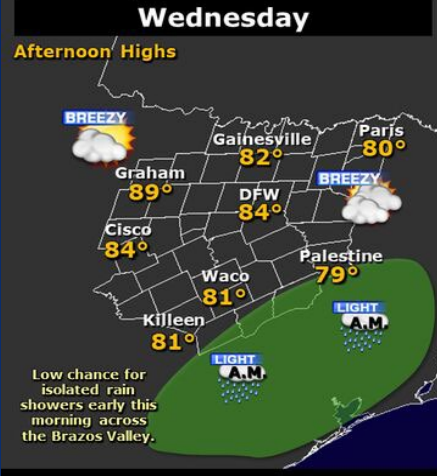 Wednesday
Afternoon Highs
BREEZY
Gainesville
82°
Paris
80°
Graham
89°
BREEZY
DFW
84°
Cisco
84°
Palestine
79°
Waco
81°
Killeen
81°
LIGHT
A.M.
LIGHT
A.M.
Low chance for
isolated rain
showers early this
morning across
the Brazos Valley.